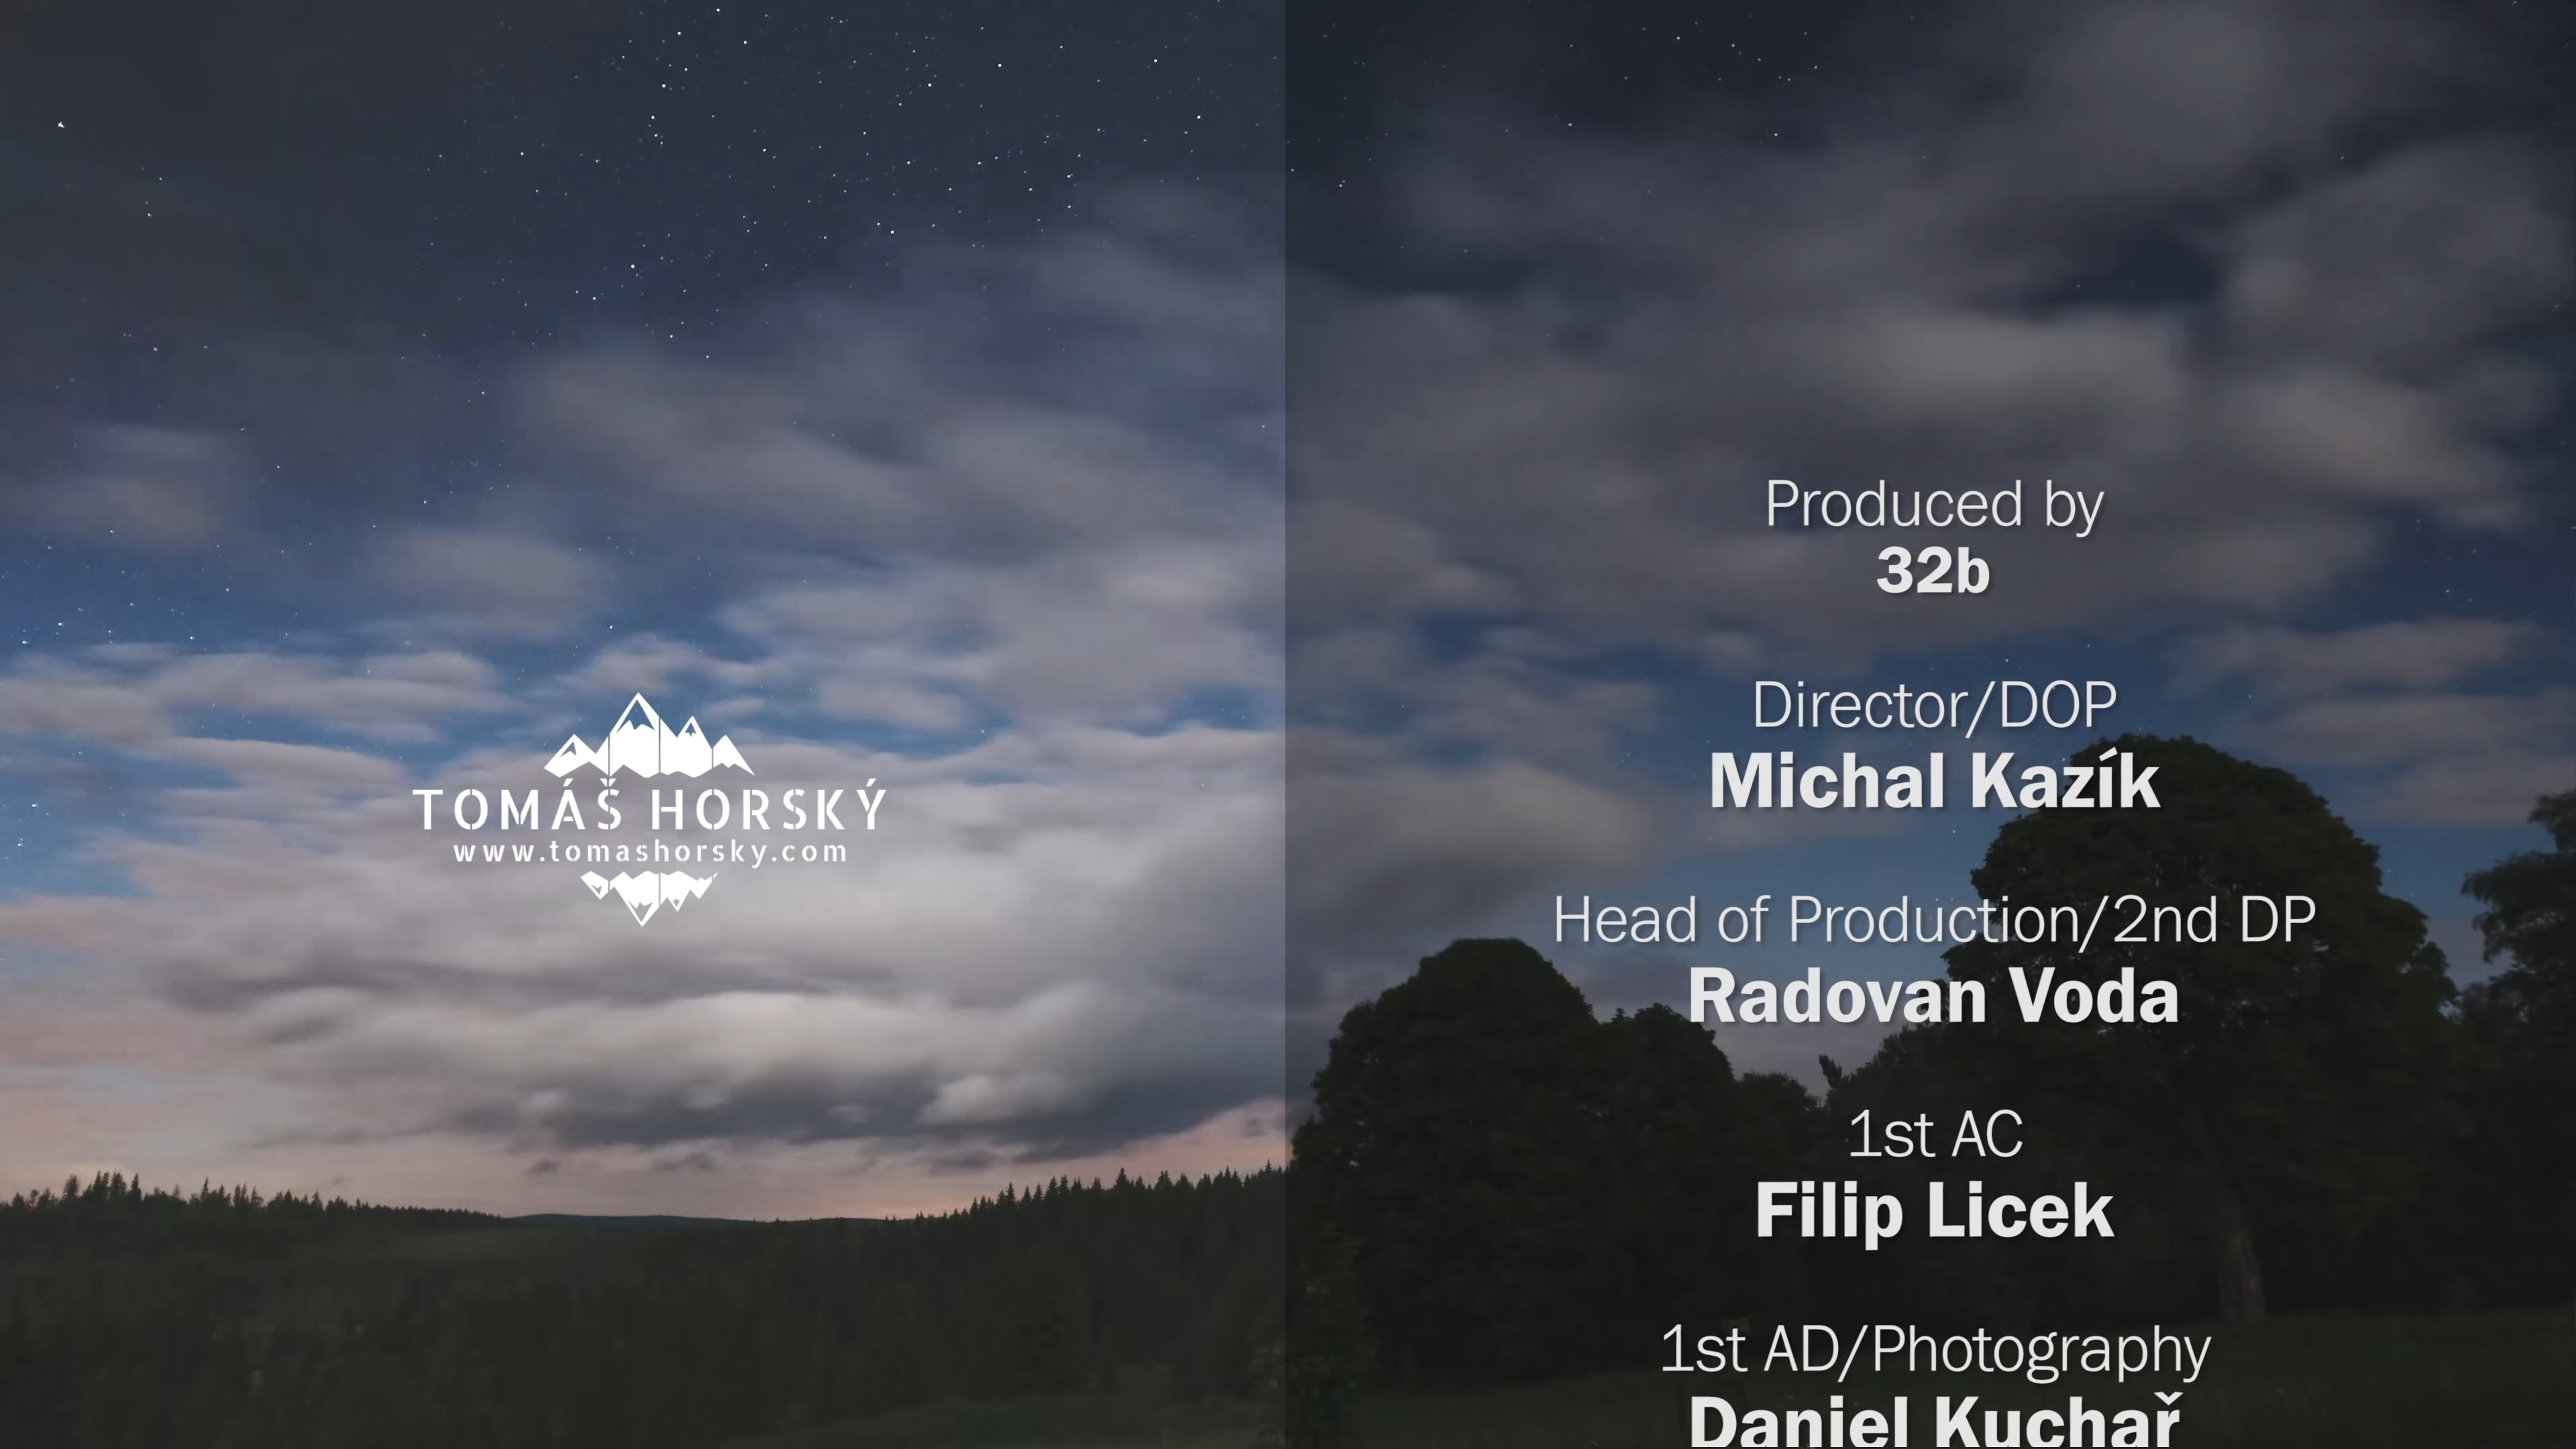 TOMÁŠ HORSKÝ
www.tomashorsky.com
Produced by
32b
Director/DOP
Michal Kazík
Head of Production/2nd DP
Radovan Voda
1st AC
Filip Licek
1st AD/Photography
Daniel Kuchař